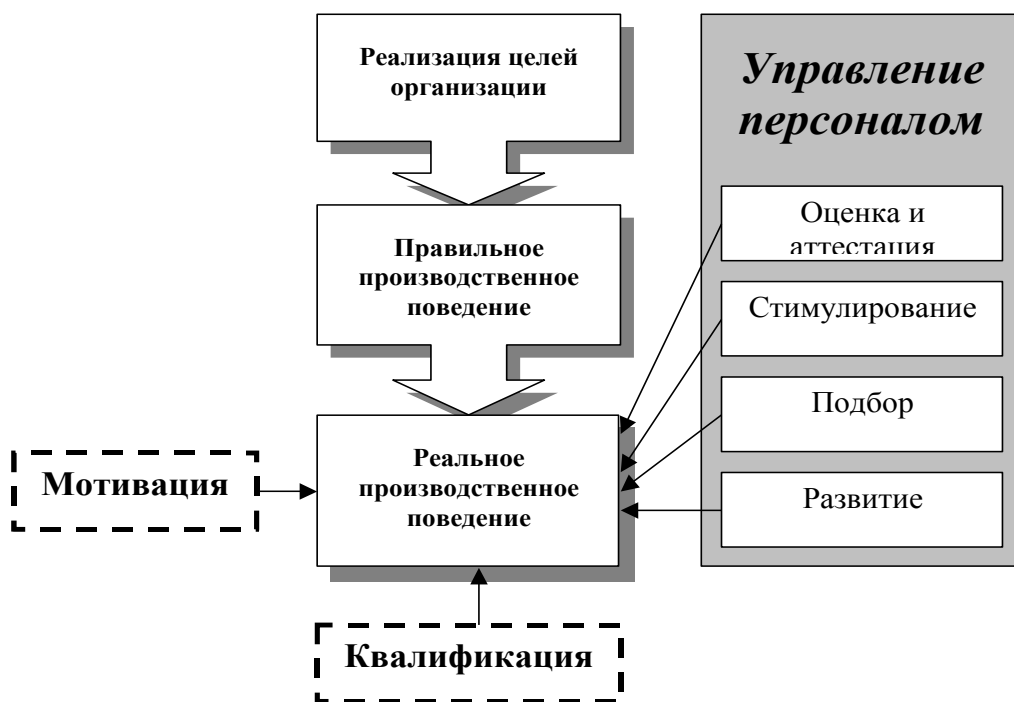 Реализация целей
организации
Правильное
производственное
поведение
Реальное
производственное
поведение
Мотивация
Квалификация
Управление
персоналом
Оценка и
аттестация
Стимулирование
Подбор
Развитие